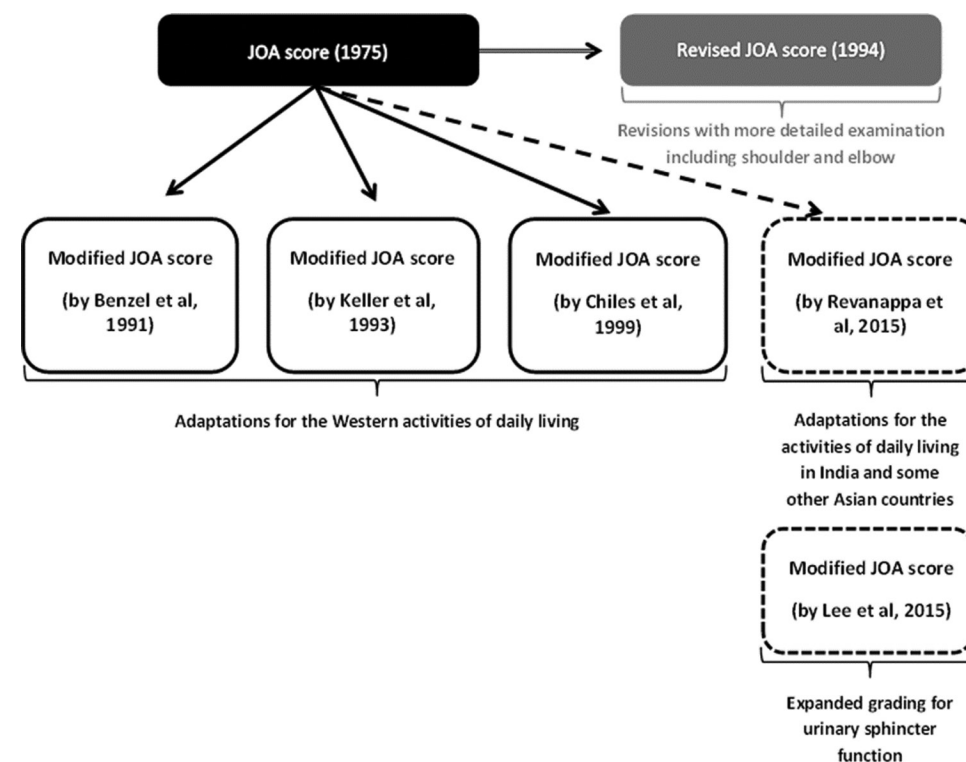 JOA score (1975)
Revised JOA score (1994)
Revisions with more detailed examination
including shoulder and elbow
Modified JOA score
(by Benzel et al,
1991)
Modified JOA score
(by Keller et al,
1993)
Modified JOA score
(by Chiles et al,
1999)
Modified JOA score
(by Revanappa et
al, 2015)
Adaptations for the Western activities of daily living
Adaptations for the
activities of daily living
in India and some
other Asian countries
Modified JOA score
(by Lee et al, 2015)
Expanded grading for
urinary sphincter
function